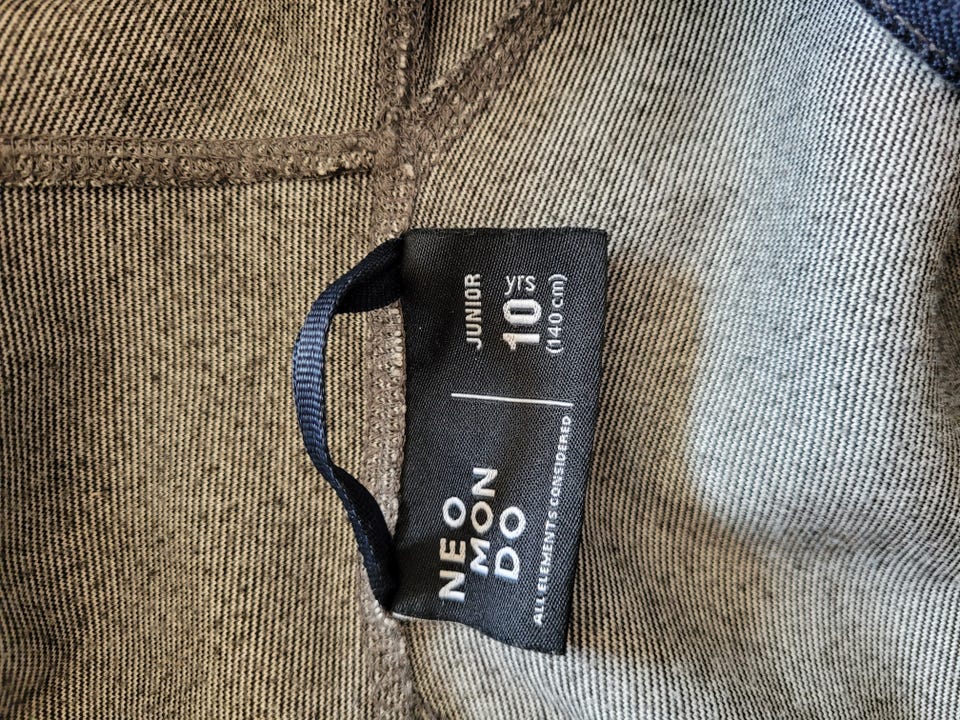 NEO
MON
DO
ALL ELEMENTS CONSIDERED
JUNIOR
10 yrs
(140 cm)